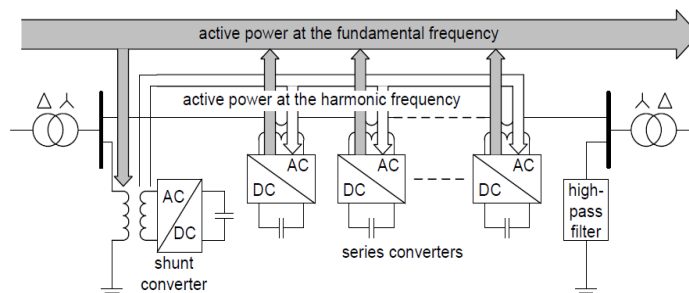 active power at the fundamental frequency
active power at the harmonic frequency
AC
DC
AC
DC
AC
DC
AC
DC
high-
pass
filter
shunt
converter
series converters